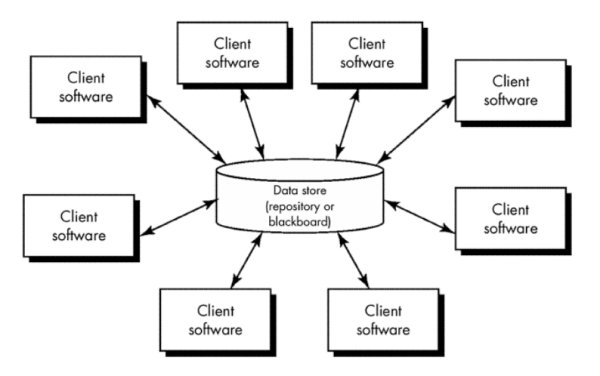 Client
software
Client
software
Client
software
Client
software
Data store
(repository or
blackboard)
Client
software
Client
software
Client
software
Client
software